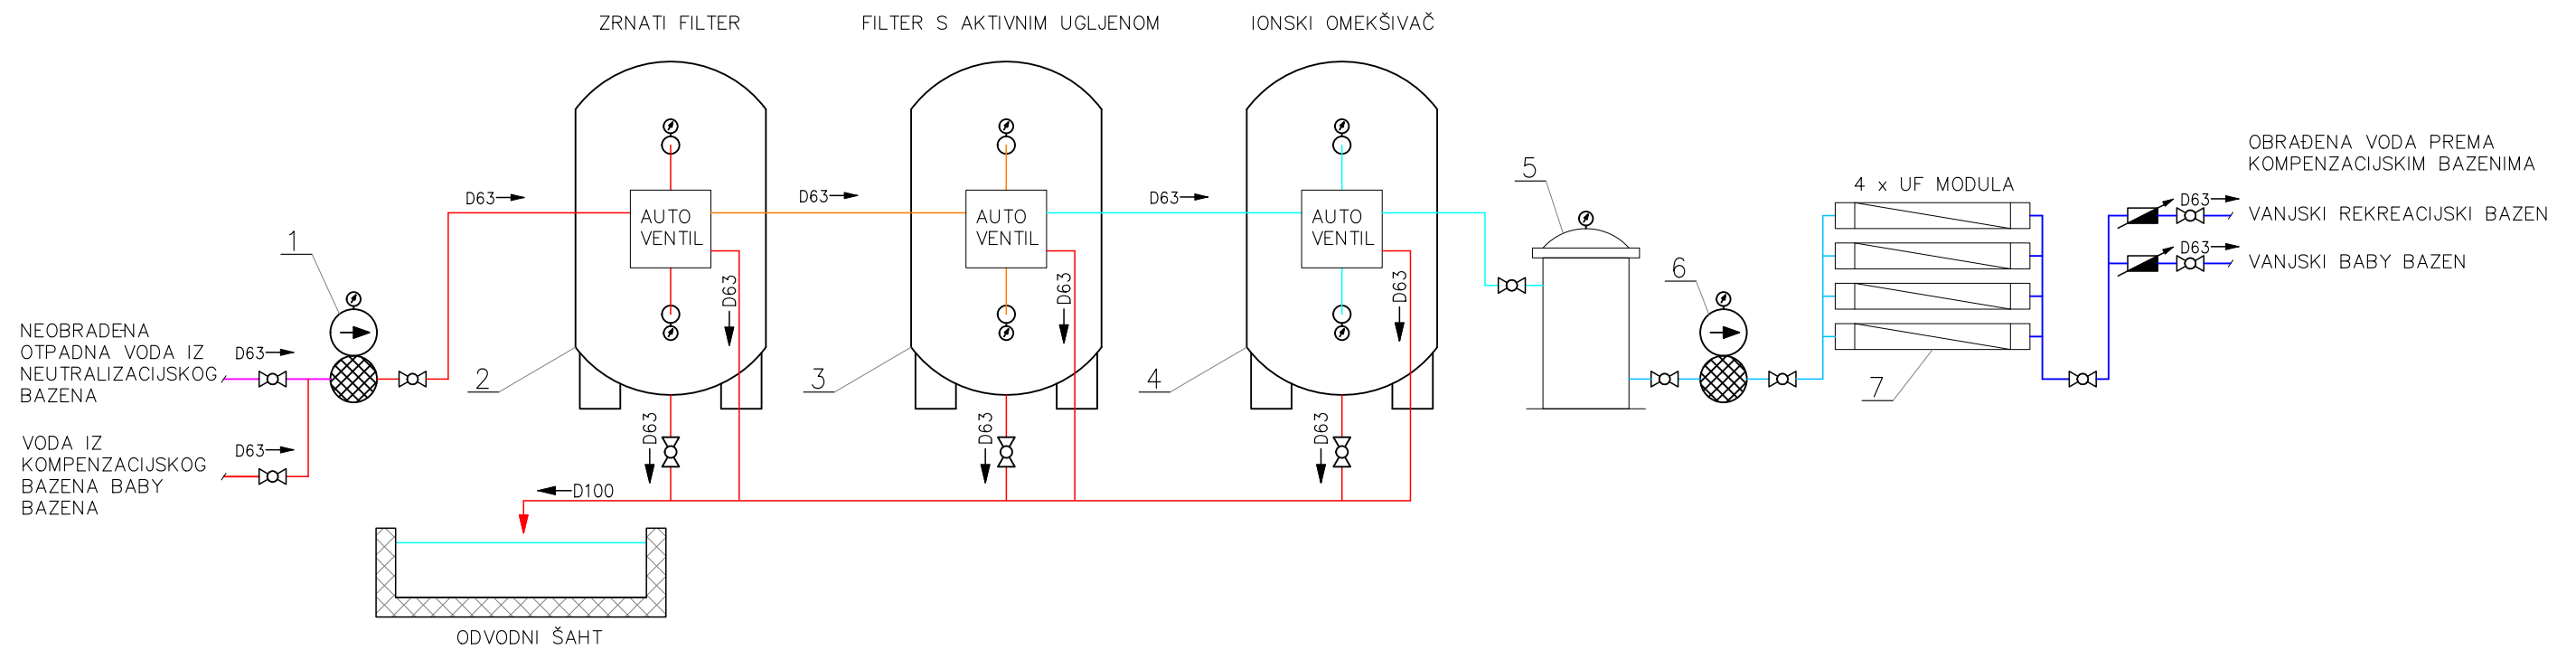 ZRNATI FILTER
FILTER S AKTIVNIM UGLJENOM
IONSKI OMEKŠIVAČ
OBRAĐENA VODA PREMA
KOMPENZACIJSKIM BAZENIMA
D63
VANJSKI REKREACIJSKI BAZEN
D63
VANJSKI BABY BAZEN
4 x UF MODULA
5
6
7
D63
D63
D63
AUTO
VENTIL
AUTO
VENTIL
AUTO
VENTIL
D63
D63
D63
1
2
3
4
NEOBRAĐENA
OTPADNA VODA IZ
NEUTRALIZACIJSKOG
BAZENA
D63
VODA IZ
KOMPENZACIJSKOG
BAZENA BABY
BAZENA
D63
D63
D63
D63
D100
ODVODNI ŠAHT